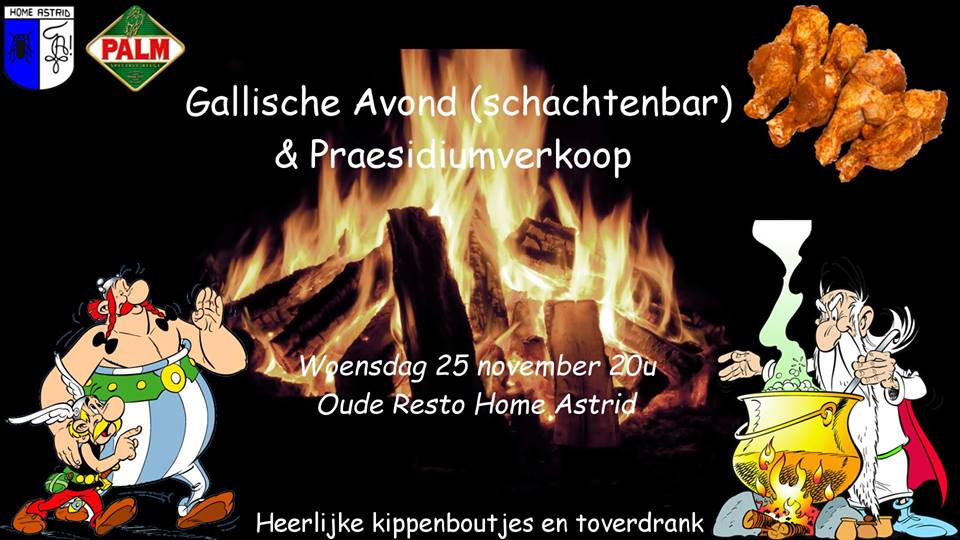 HOME ASTRID
PALM
Gallische Avond (schachtenbar)
& Praesidiumverkoop
Woensdag 25 november 20u
Oude Resto Home Astrid
Heerlijke kippenboutjes en toverdrank